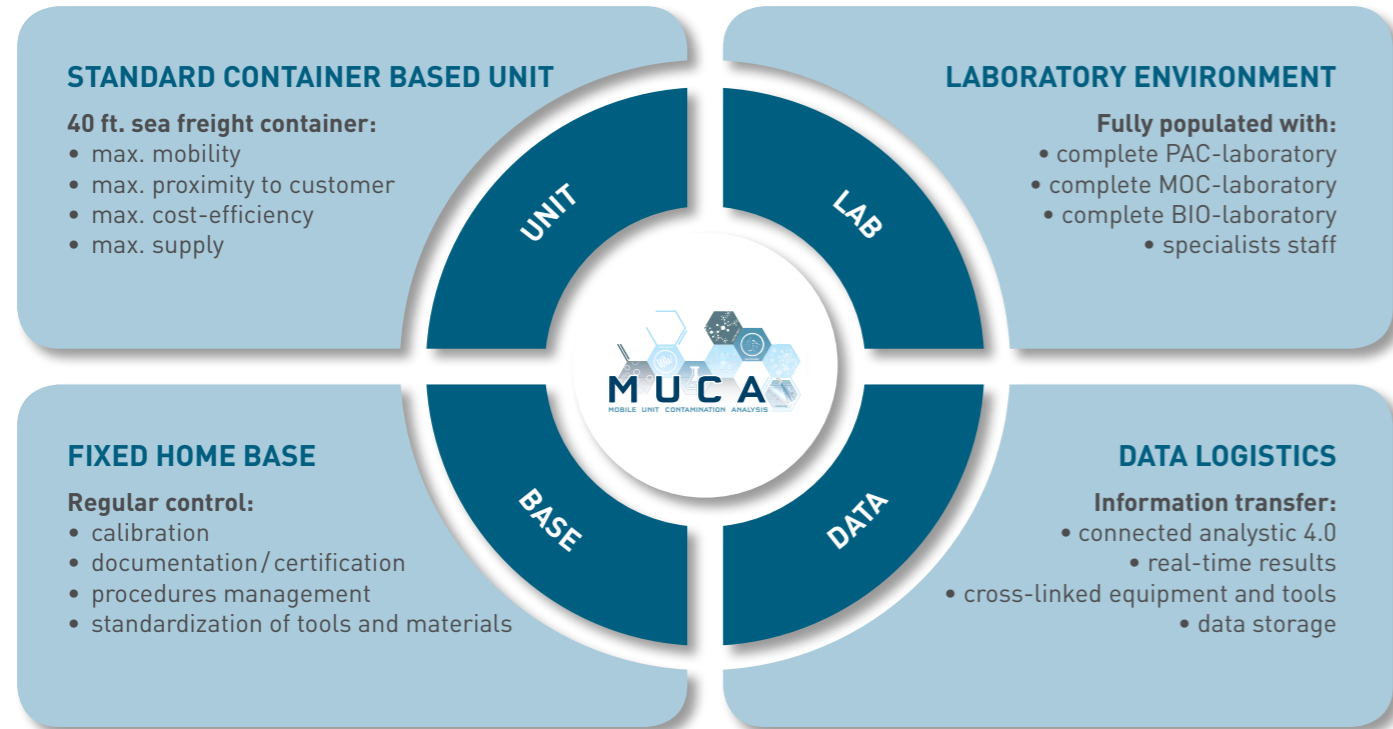 STANDARD CONTAINER BASED UNIT
40 ft. sea freight container:
• max. mobility
• max. proximity to customer
• max. cost-efficiency
• max. supply
UNIT
LABORATORY ENVIRONMENT
Fully populated with:
• complete PAC-laboratory
• complete MOC-laboratory
• complete BIO-laboratory
• specialists staff
LAB
MUCA
MOBILE UNIT CONTAMINATION ANALYSIS
FIXED HOME BASE
Regular control:
• calibration
• documentation/certification
• procedures management
• standardization of tools and materials
BASE
DATA LOGISTICS
Information transfer:
• connected analystic 4.0
• real-time results
• cross-linked equipment and tools
• data storage
DATA